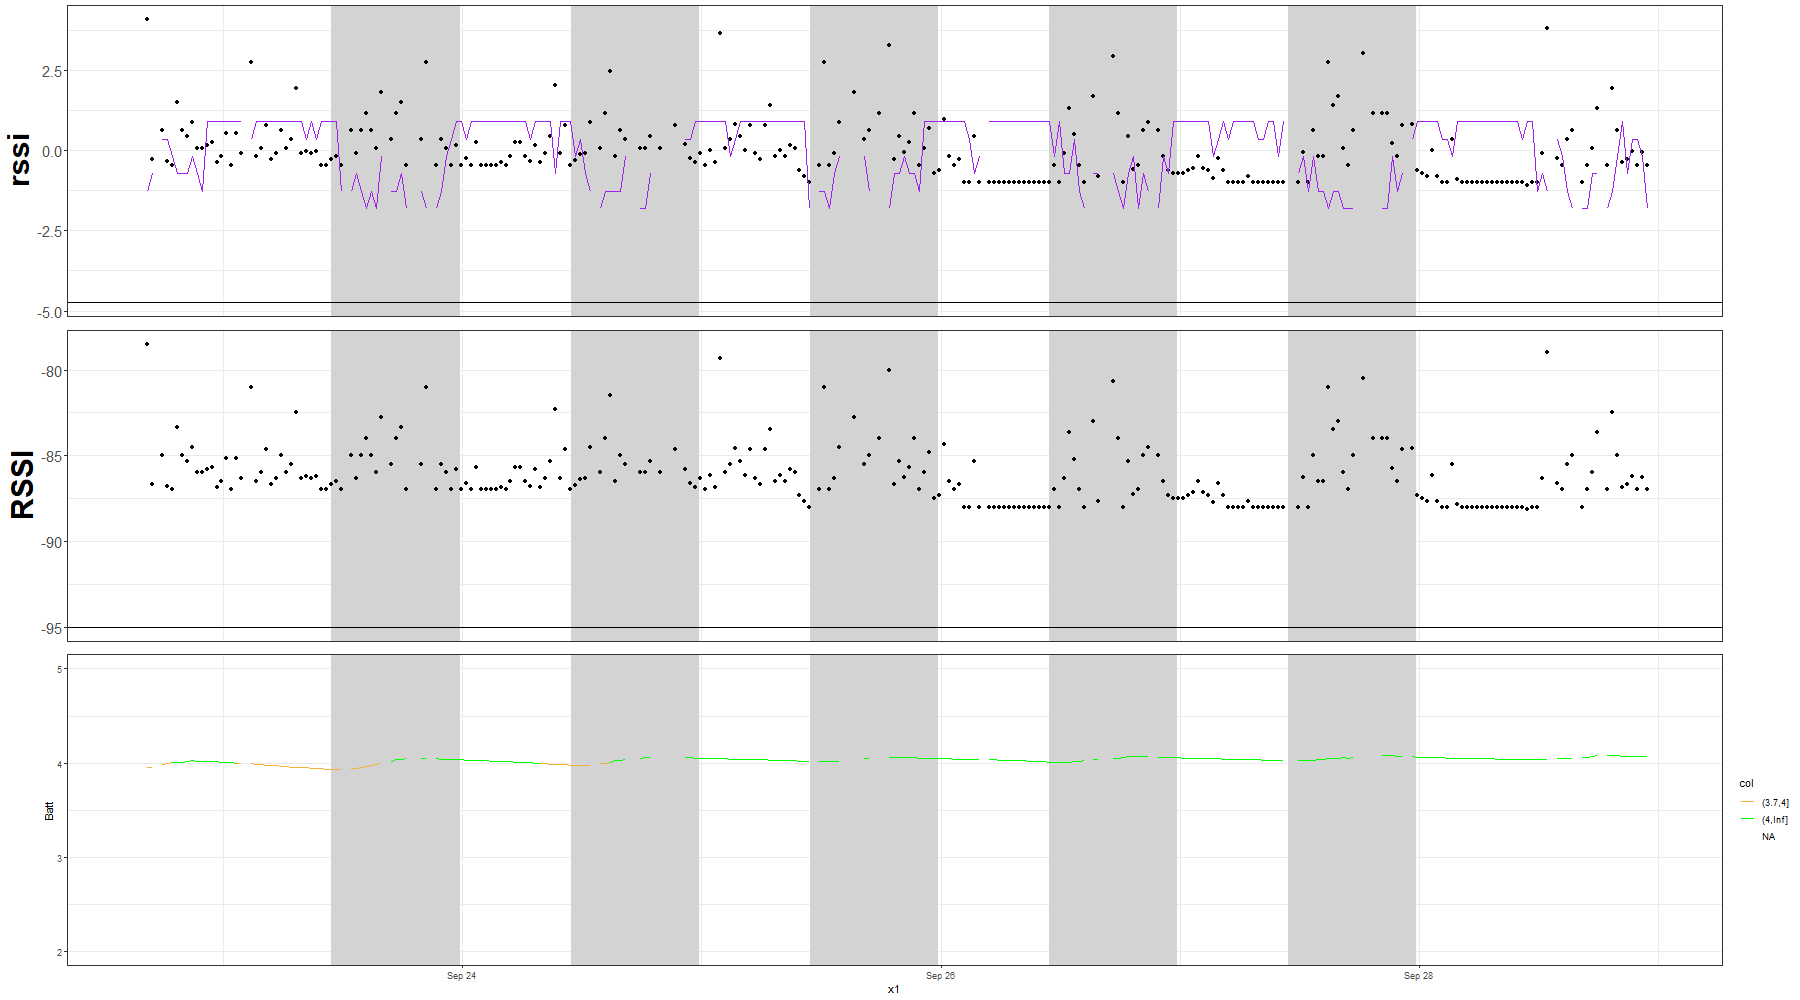 rssi
2.5
0.0
-2.5
-5.0
RSSI
-80
-85
-90
-95
Batt
5
4
3
2
Sep 24
Sep 26
Sep 28
x1
col
(3.7,4]
(4,Inf]
NA